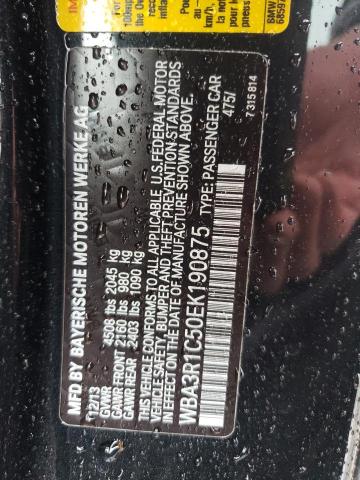 MFD BY BAYERISCHE MOTOREN WERKE AG
12/13
GVWR 4508 lbs 2045 kg
GAWR FRONT 2160 lbs 980 kg
GAWR REAR 2403 lbs 1090 kg
THIS VEHICLE CONFORMS TO ALL APPLICABLE U.S. FEDERAL MOTOR
VEHICLE SAFETY, BUMPER AND THEFT PREVENTION STANDARDS
IN EFFECT ON THE DATE OF MANUFACTURE SHOWN ABOVE.
WBA3R1C50EK190875 TYPE: PASSENGER CAR
475/
7 315 814
BMW